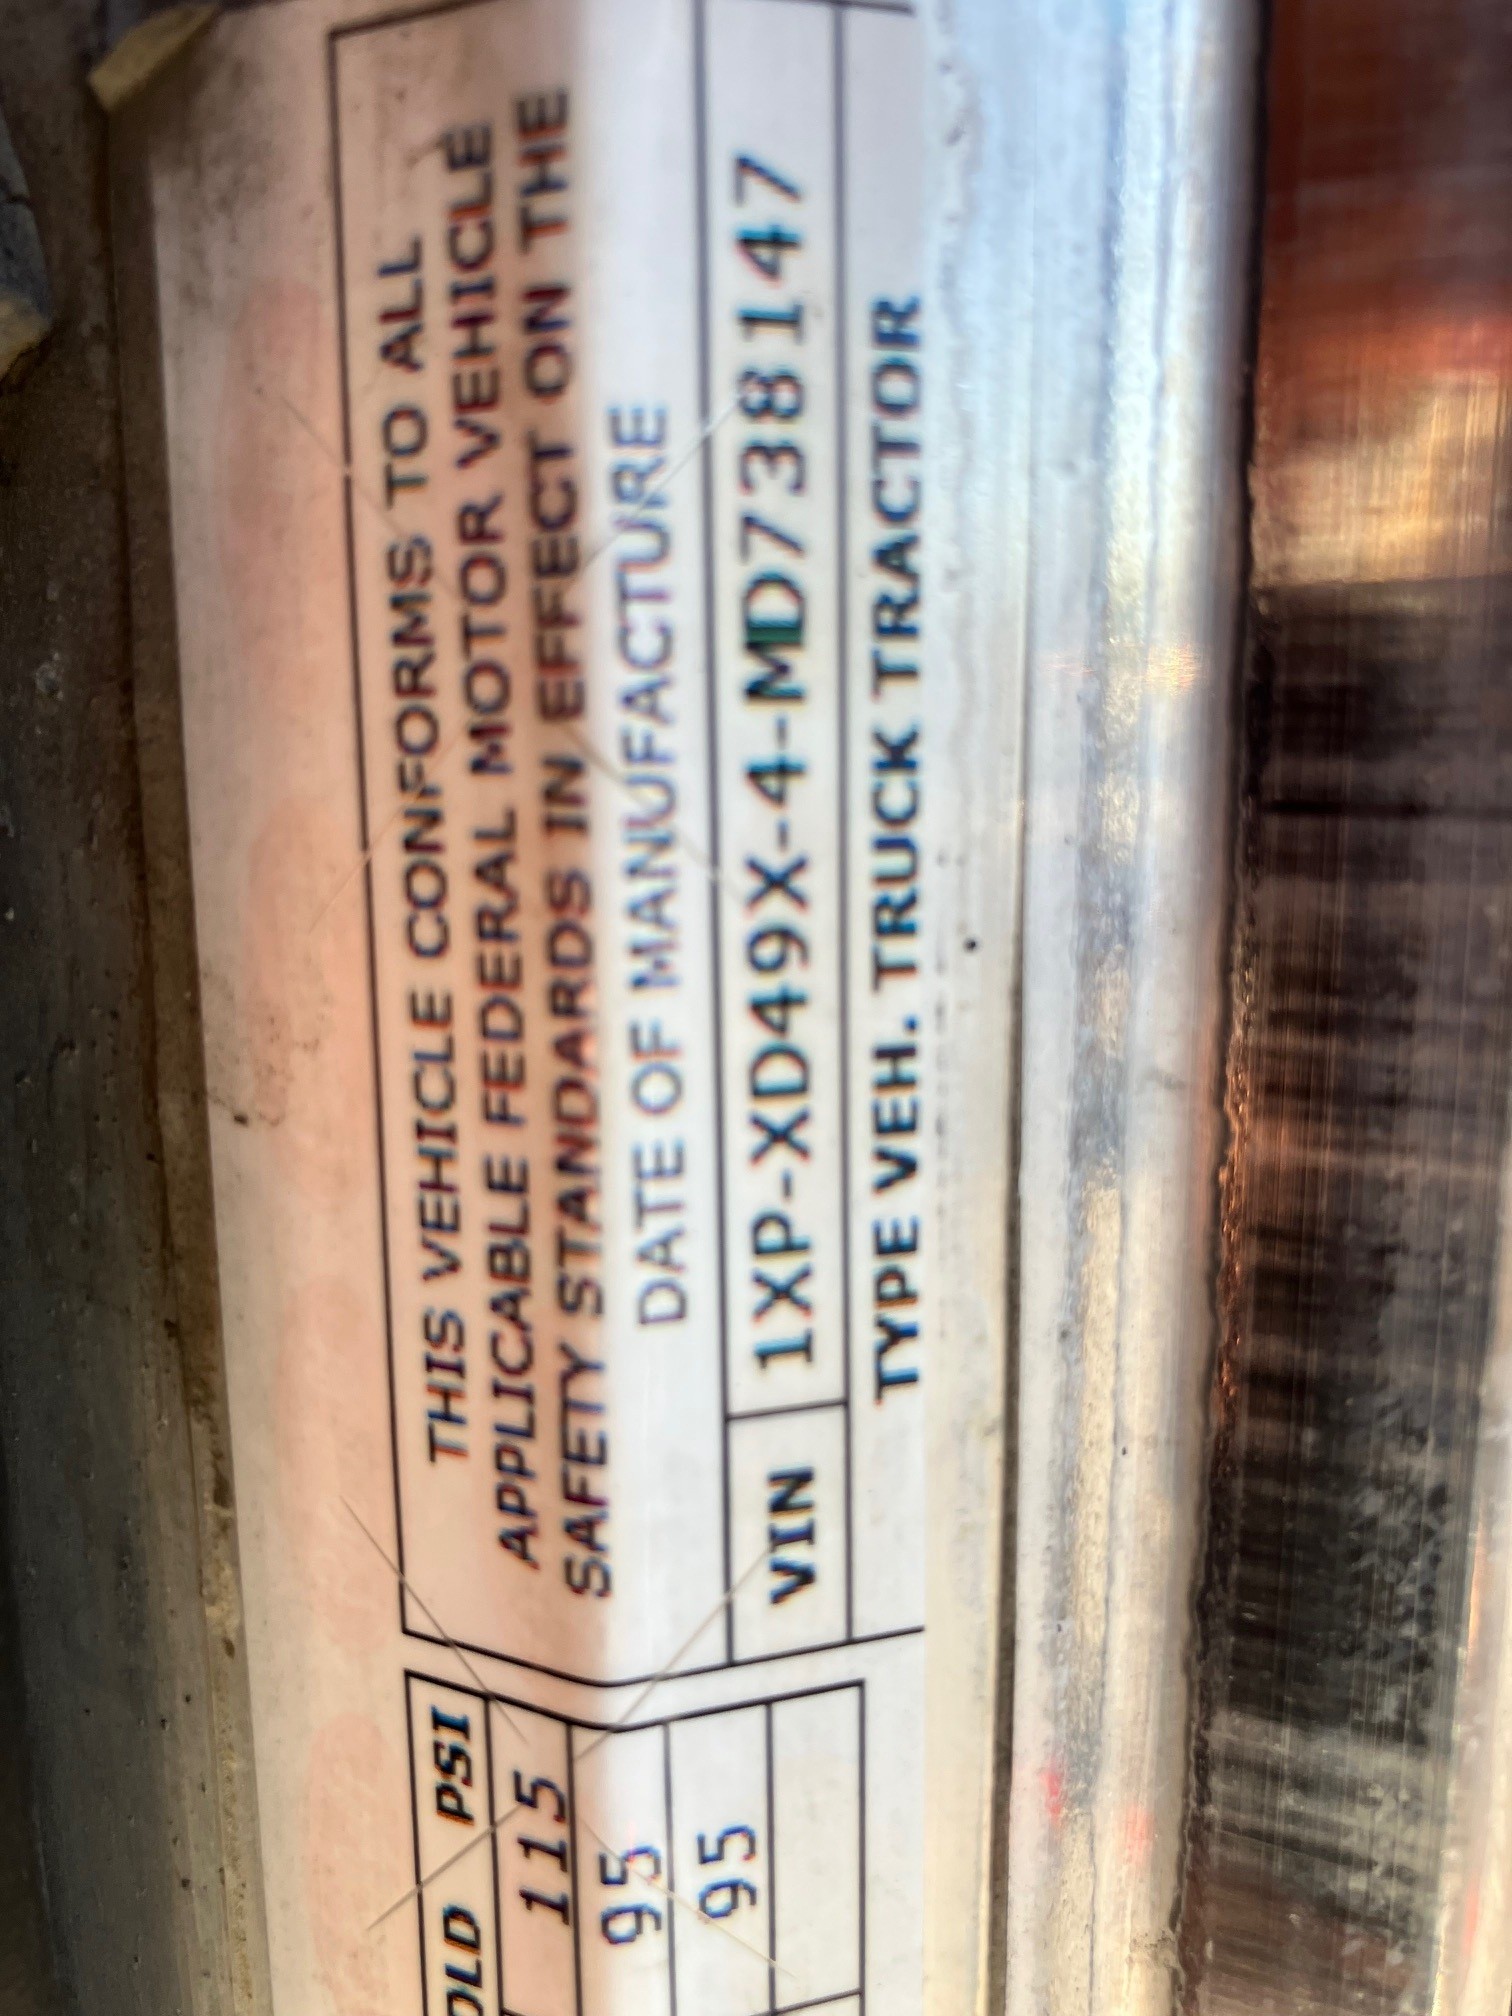 COLD PSI
115
95
95
THIS VEHICLE CONFORMS TO ALL
APPLICABLE FEDERAL MOTOR VEHICLE
SAFETY STANDARDS IN EFFECT ON THE
DATE OF MANUFACTURE
VIN 1XP-XD49X-4-MD738147
TYPE VEH. TRUCK TRACTOR